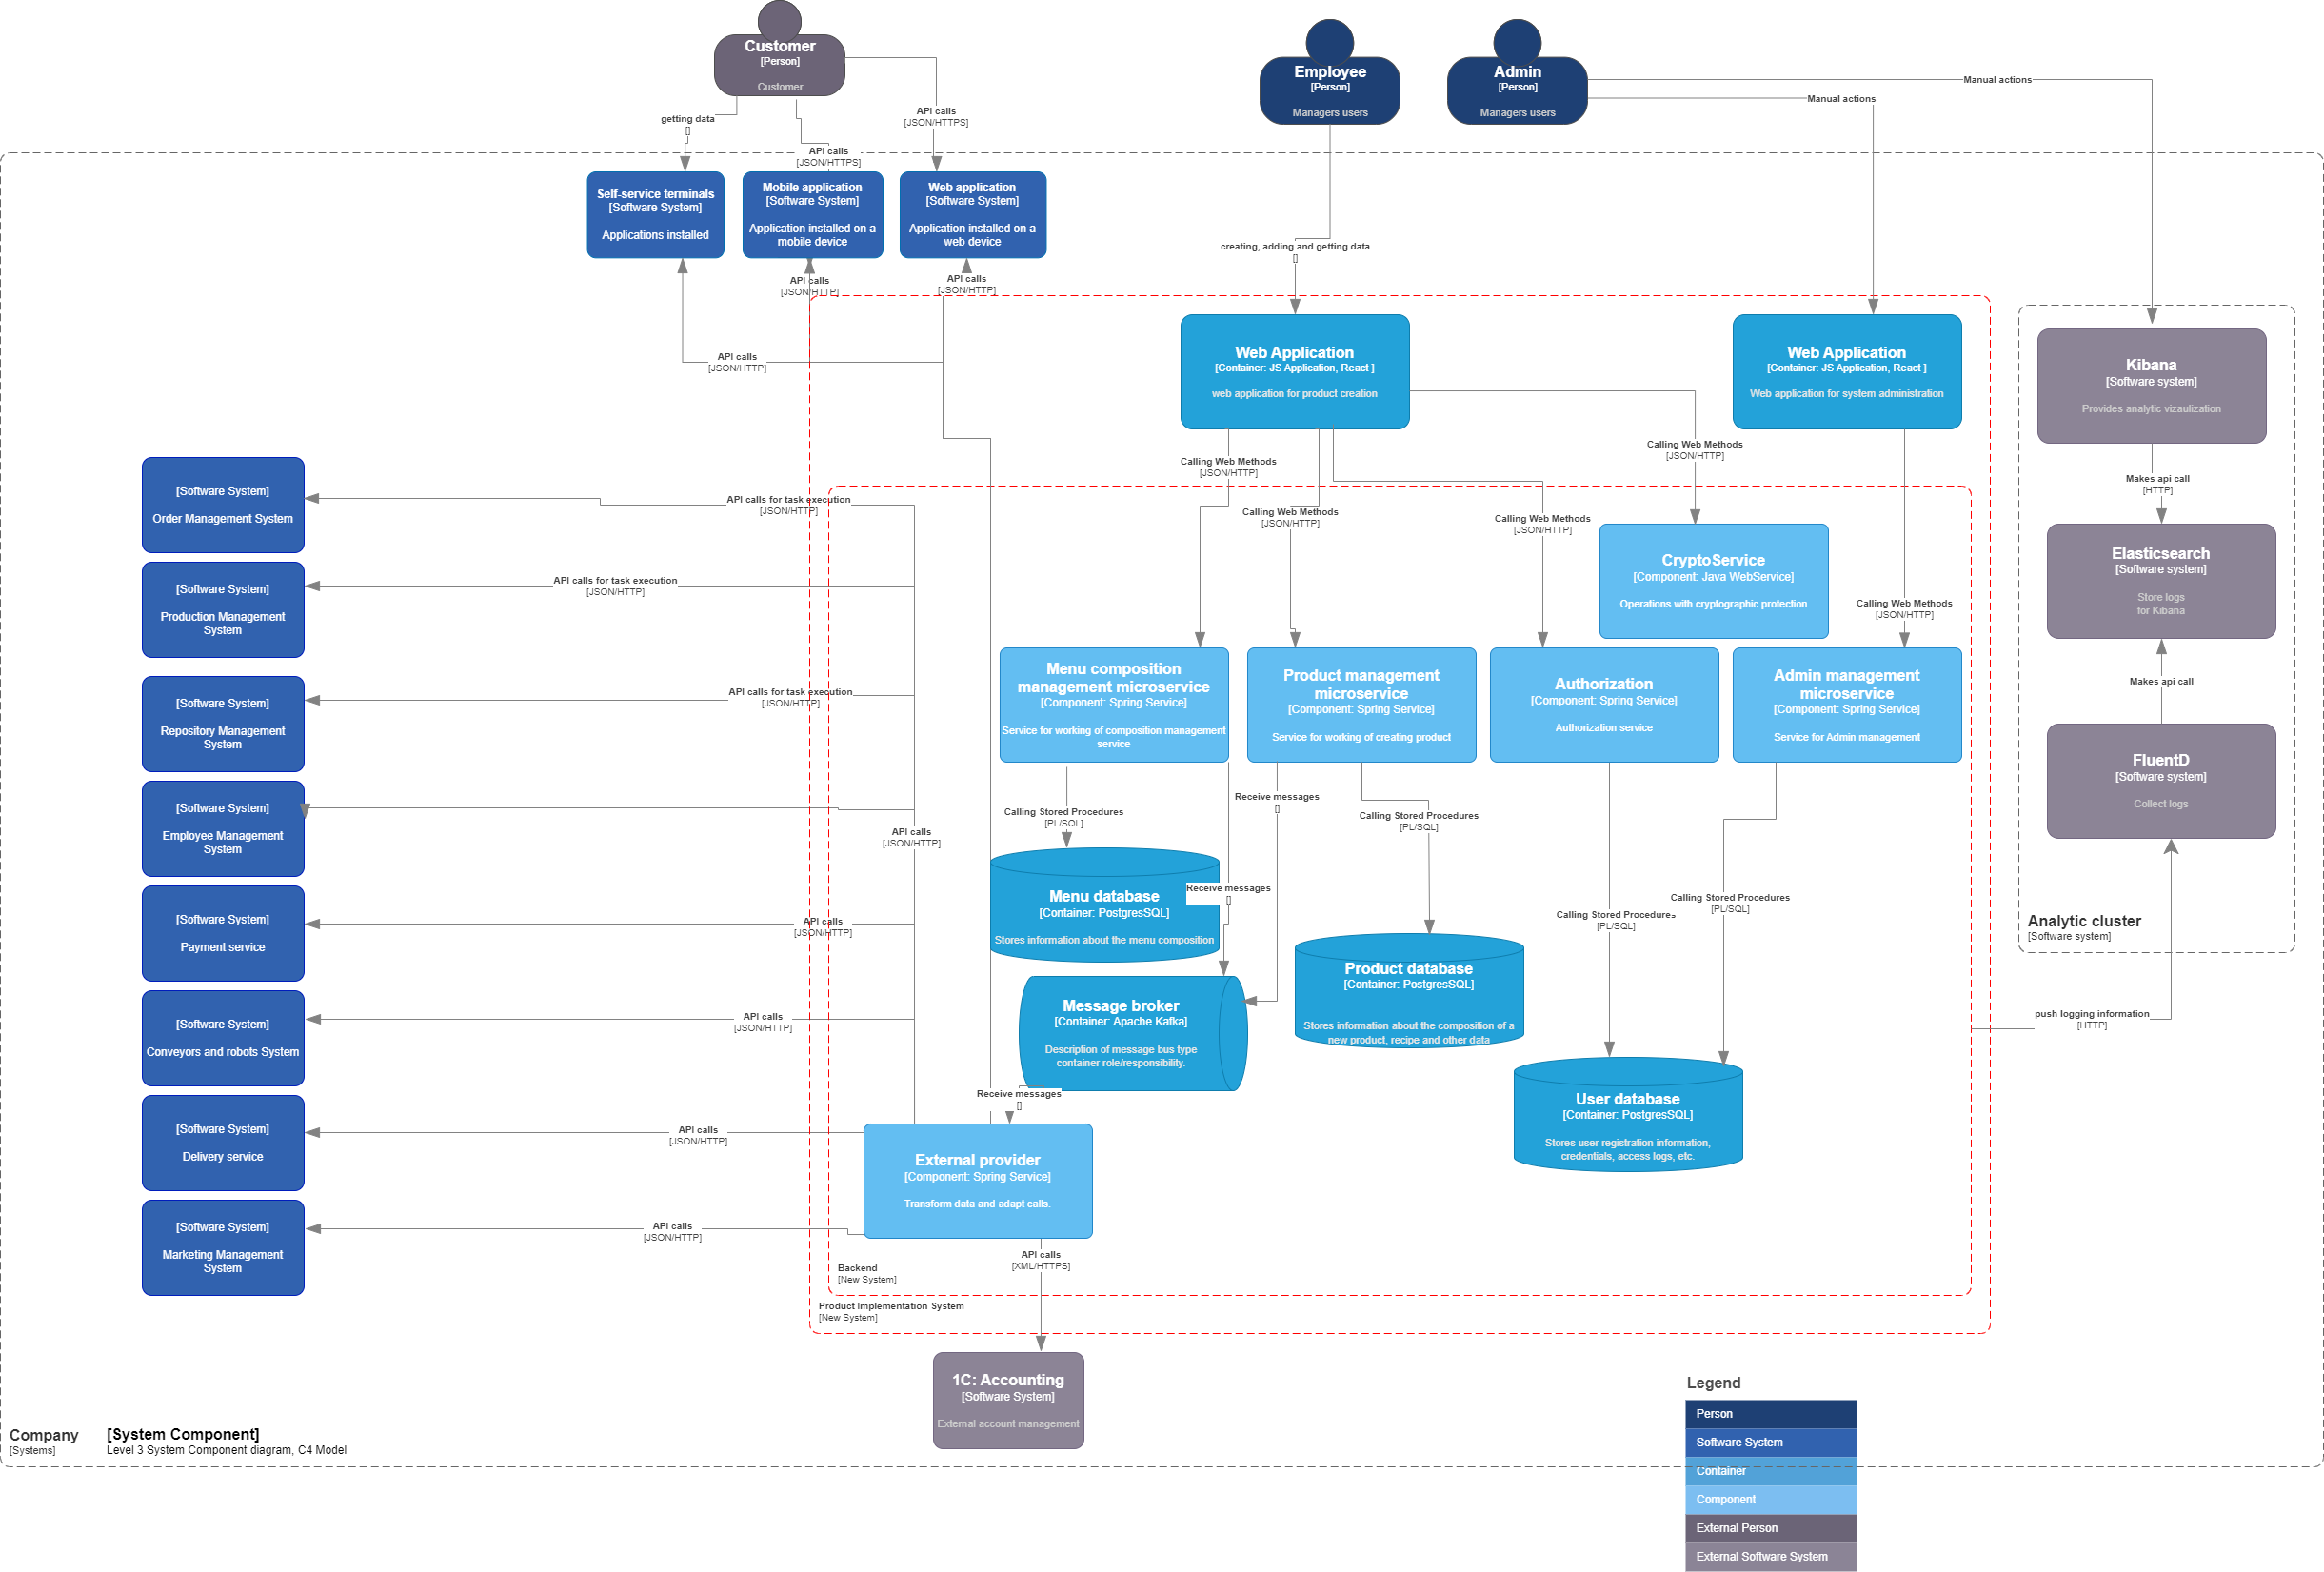 Customer
[Person]
Customer
Employee
[Person]
Managers users
Admin
[Person]
Managers users
Manual actions
Manual actions
getting data
[]
API calls
[JSON/HTTPS]
API calls
[JSON/HTTPS]
Self-service terminals
[Software System]
Applications installed
Mobile application
[Software System]
Application installed on a
mobile device
Web application
[Software System]
Application installed on a
web device
creating, adding and getting data
[]
API calls
[JSON/HTTP]
API calls
[JSON/HTTP]
API calls
[JSON/HTTP]
Web Application
[Container: JS Application, React ]
web application for product creation
Web Application
[Container: JS Application, React ]
Web application for system administration
Kibana
[Software system]
Provides analytic vizaulization
Calling Web Methods
[JSON/HTTP]
Calling Web Methods
[JSON/HTTP]
Calling Web Methods
[JSON/HTTP]
Calling Web Methods
[JSON/HTTP]
Calling Web Methods
[JSON/HTTP]
Makes api call
[HTTP]
Elasticsearch
[Software system]
Store logs
for Kibana
Makes api call
FluentD
[Software system]
Collect logs
Analytic cluster
[Software system]
push logging information
[HTTP]
[Software System]
Order Management System
API calls for task execution
[JSON/HTTP]
[Software System]
Production Management
System
API calls for task execution
[JSON/HTTP]
[Software System]
Repository Management
System
API calls for task execution
[JSON/HTTP]
[Software System]
Employee Management
System
API calls
[JSON/HTTP]
[Software System]
Payment service
API calls
[JSON/HTTP]
[Software System]
Conveyors and robots System
API calls
[JSON/HTTP]
[Software System]
Delivery service
API calls
[JSON/HTTP]
[Software System]
Marketing Management
System
API calls
[JSON/HTTP]
CryptoService
[Component: Java WebService]
Operations with cryptographic protection
Menu composition
management microservice
[Component: Spring Service]
Service for working of composition management
service
Product management
microservice
[Component: Spring Service]
Service for working of creating product
Authorization
[Component: Spring Service]
Authorization service
Admin management
microservice
[Component: Spring Service]
Service for Admin management
Calling Stored Procedures
[PL/SQL]
Receive messages
[]
Calling Stored Procedures
[PL/SQL]
Receive messages
[]
Calling Stored Procedures
[PL/SQL]
Calling Stored Procedures
[PL/SQL]
Menu database
[Container: PostgresSQL]
Stores information about the menu composition
Product database
[Container: PostgresSQL]
Stores information about the composition of a
new product, recipe and other data
Message broker
[Container: Apache Kafka]
Description of message bus type
container role/responsibility.
User database
[Container: PostgresSQL]
Stores user registration information,
credentials, access logs, etc.
Receive messages
[]
External provider
[Component: Spring Service]
Transform data and adapt calls.
API calls
[XML/HTTPS]
Backend
[New System]
Product Implementation System
[New System]
1C: Accounting
[Software System]
External account management
Company
[Systems]
[System Component]
Level 3 System Component diagram, C4 Model
Legend
Person
Software System
Container
Component
External Person
External Software System